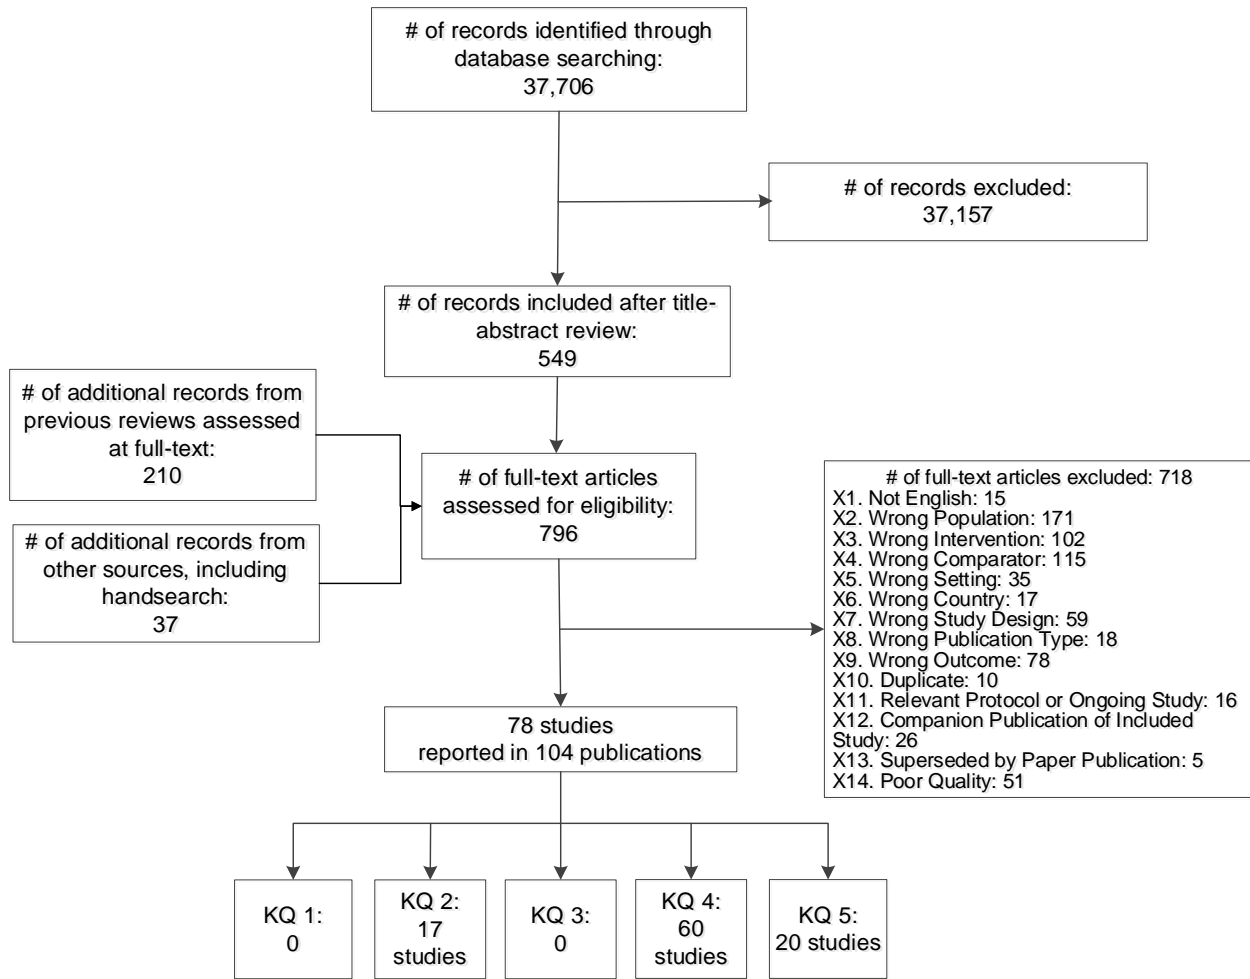 # of records identified through
database searching:
37,706
# of records excluded:
37,157
# of records included after title-
abstract review:
549
# of additional records from
previous reviews assessed
at full-text:
210
# of full-text articles
assessed for eligibility:
796
# of additional records from
other sources, including
handsearch:
37
# of full-text articles excluded: 718
X1. Not English: 15
X2. Wrong Population: 171
X3. Wrong Intervention: 102
X4. Wrong Comparator: 115
X5. Wrong Setting: 35
X6. Wrong Country: 17
X7. Wrong Study Design: 59
X8. Wrong Publication Type: 18
X9. Wrong Outcome: 78
X10. Duplicate: 10
X11. Relevant Protocol or Ongoing Study: 16
X12. Companion Publication of Included
Study: 26
X13. Superseded by Paper Publication: 5
X14. Poor Quality: 51
78 studies
reported in 104 publications
KQ 1:
0
KQ 2:
17
studies
KQ 3:
0
KQ 4:
60
studies
KQ 5:
20 studies